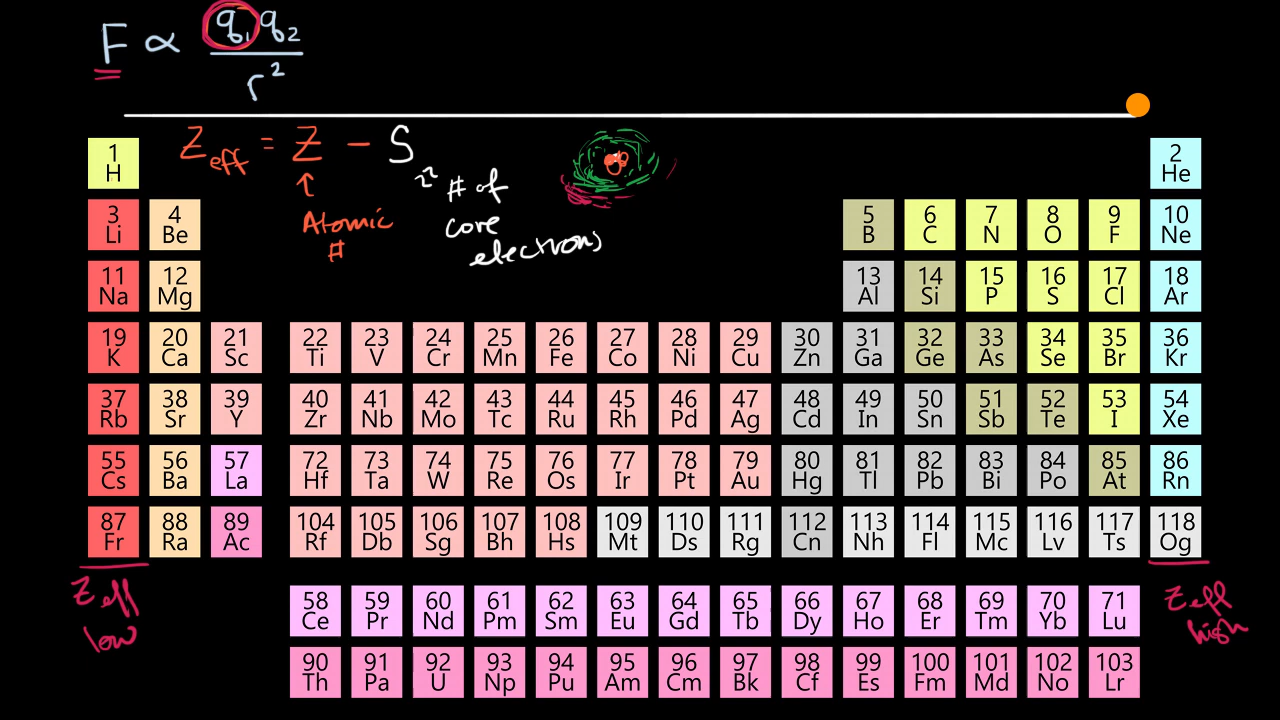 F ∝ q₁q₂
r²
Zeff = Z − S
↑
Atomic
#
≈ # of
core
electrons
1 2
H He
3 4 5 6 7 8 9 10
Li Be B C N O F Ne
11 12 13 14 15 16 17 18
Na Mg Al Si P S Cl Ar
19 20 21 22 23 24 25 26 27 28 29 30 31 32 33 34 35 36
K Ca Sc Ti V Cr Mn Fe Co Ni Cu Zn Ga Ge As Se Br Kr
37 38 39 40 41 42 43 44 45 46 47 48 49 50 51 52 53 54
Rb Sr Y Zr Nb Mo Tc Ru Rh Pd Ag Cd In Sn Sb Te I Xe
55 56 57 72 73 74 75 76 77 78 79 80 81 82 83 84 85 86
Cs Ba La Hf Ta W Re Os Ir Pt Au Hg Tl Pb Bi Po At Rn
87 88 89 104 105 106 107 108 109 110 111 112 113 114 115 116 117 118
Fr Ra Ac Rf Db Sg Bh Hs Mt Ds Rg Cn Nh Fl Mc Lv Ts Og
Zeff
low
Zeff
high
58 59 60 61 62 63 64 65 66 67 68 69 70 71
Ce Pr Nd Pm Sm Eu Gd Tb Dy Ho Er Tm Yb Lu
90 91 92 93 94 95 96 97 98 99 100 101 102 103
Th Pa U Np Pu Am Cm Bk Cf Es Fm Md No Lr